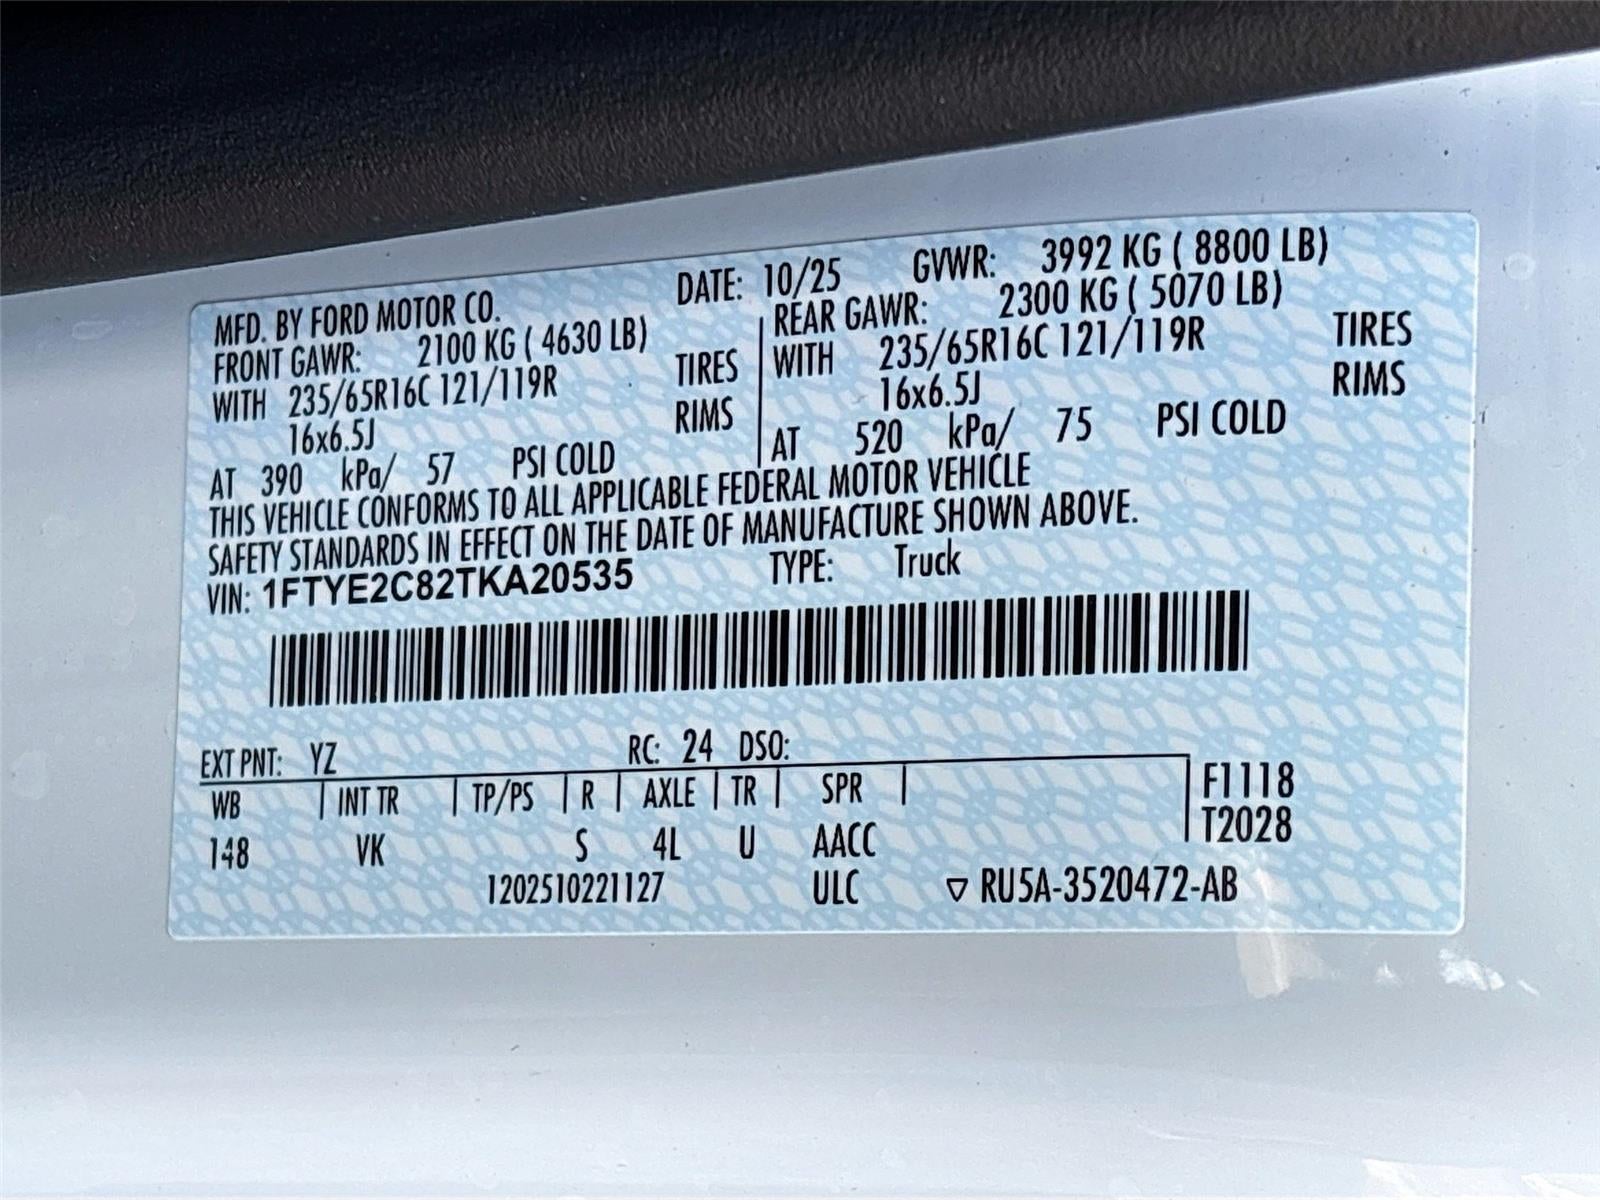 MFD. BY FORD MOTOR CO. DATE: 10/25 GVWR: 3992 KG ( 8800 LB)
FRONT GAWR: 2100 KG ( 4630 LB) REAR GAWR: 2300 KG ( 5070 LB)
WITH 235/65R16C 121/119R TIRES WITH 235/65R16C 121/119R TIRES
16x6.5J RIMS 16x6.5J RIMS
AT 390 kPa/ 57 PSI COLD AT 520 kPa/ 75 PSI COLD
THIS VEHICLE CONFORMS TO ALL APPLICABLE FEDERAL MOTOR VEHICLE
SAFETY STANDARDS IN EFFECT ON THE DATE OF MANUFACTURE SHOWN ABOVE.
VIN: 1FTYE2C82TKA20535 TYPE: Truck
EXT PNT: YZ RC: 24 DSO:
WB INT TR TP/PS R AXLE TR SPR F1118
T2028
148 VK S 4L U AACC
1202510221127 ULC ▽ RU5A-3520472-AB